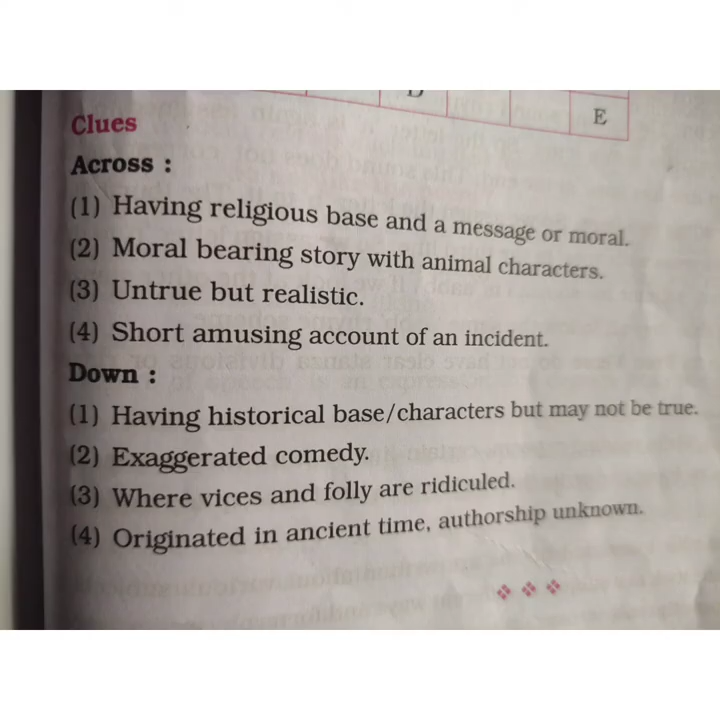 E
Clues
Across :
(1) Having religious base and a message or moral.
(2) Moral bearing story with animal characters.
(3) Untrue but realistic.
(4) Short amusing account of an incident.
Down :
(1) Having historical base/characters but may not be true.
(2) Exaggerated comedy.
(3) Where vices and folly are ridiculed.
(4) Originated in ancient time, authorship unknown.